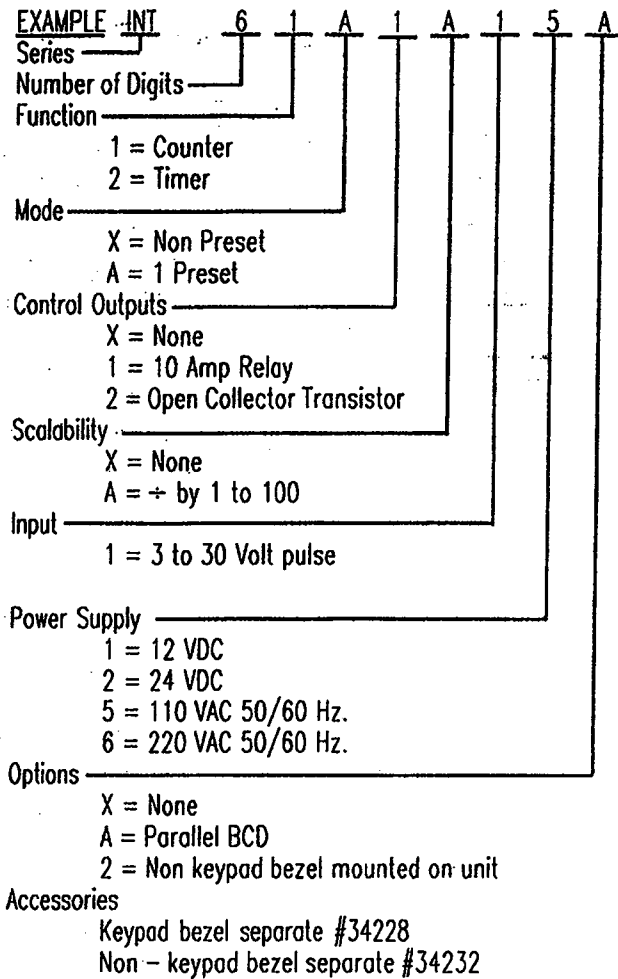 EXAMPLE INT 6 1 A 1 A 1 5 A
Series
Number of Digits
Function
1 = Counter
2 = Timer
Mode
X = Non Preset
A = 1 Preset
Control Outputs
X = None
1 = 10 Amp Relay
2 = Open Collector Transistor
Scalability
X = None
A = ÷ by 1 to 100
Input
1 = 3 to 30 Volt pulse
Power Supply
1 = 12 VDC
2 = 24 VDC
5 = 110 VAC 50/60 Hz.
6 = 220 VAC 50/60 Hz.
Options
X = None
A = Parallel BCD
2 = Non keypad bezel mounted on unit
Accessories
Keypad bezel separate #34228
Non - keypad bezel separate #34232